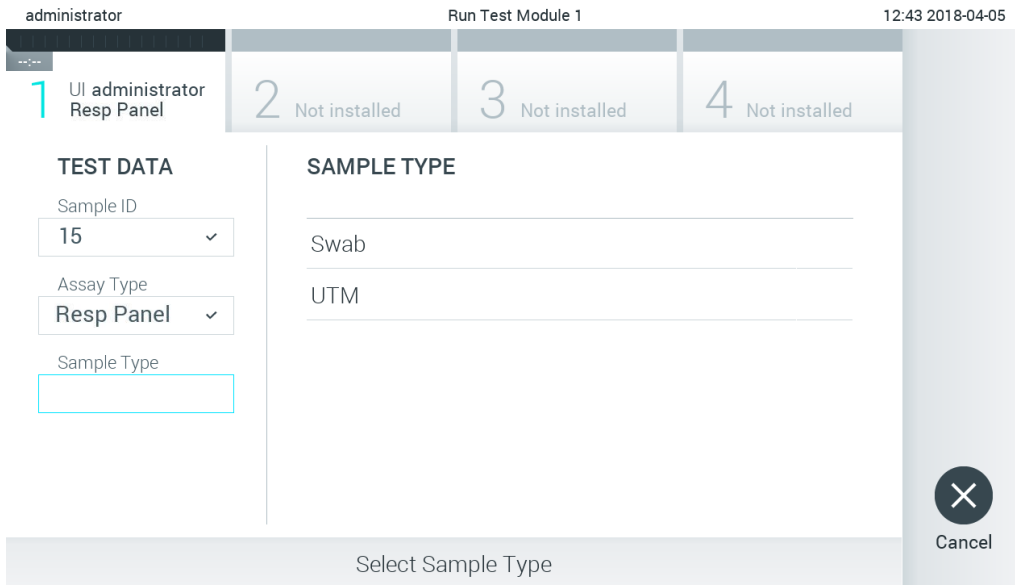 administrator
Run Test Module 1
12:43 2018-04-05
--:--
1
UI administrator
Resp Panel
2 Not installed
3 Not installed
4 Not installed
TEST DATA
Sample ID
15
Assay Type
Resp Panel
Sample Type
SAMPLE TYPE
Swab
UTM
Cancel
Select Sample Type